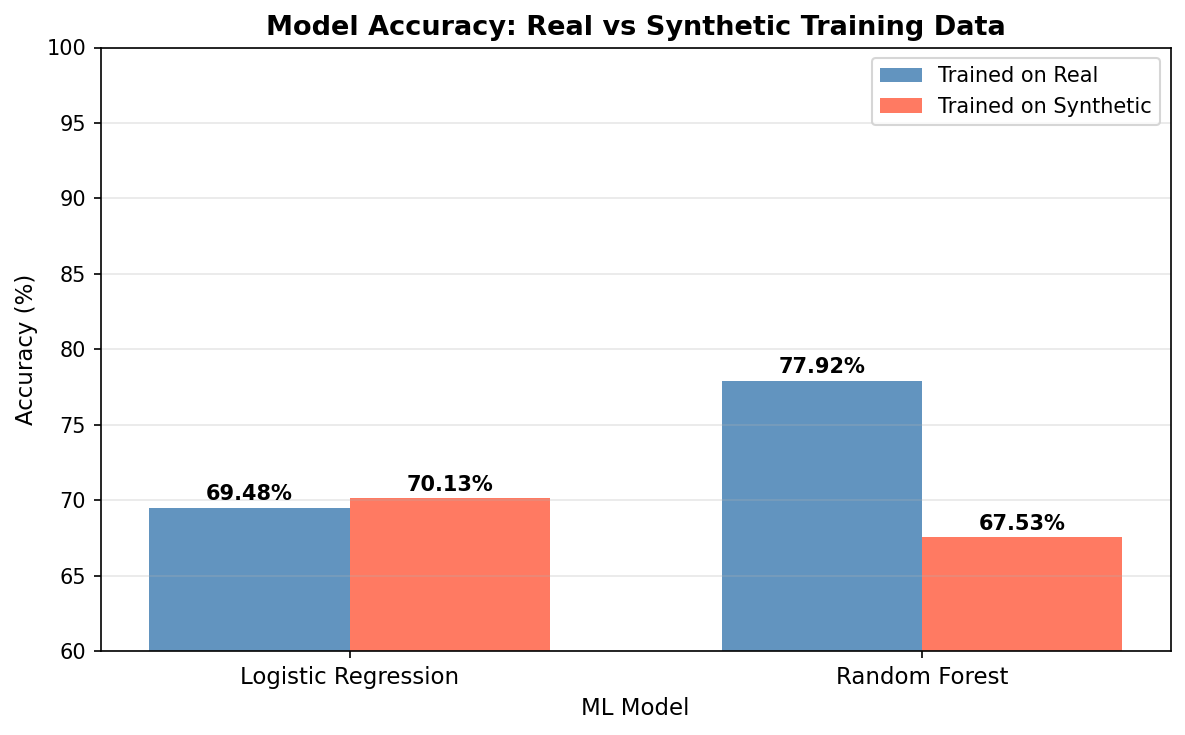 Model Accuracy: Real vs Synthetic Training Data
Trained on Real
Trained on Synthetic
Accuracy (%)
100
95
90
85
80
75
70
65
60
69.48%
70.13%
77.92%
67.53%
Logistic Regression
Random Forest
ML Model